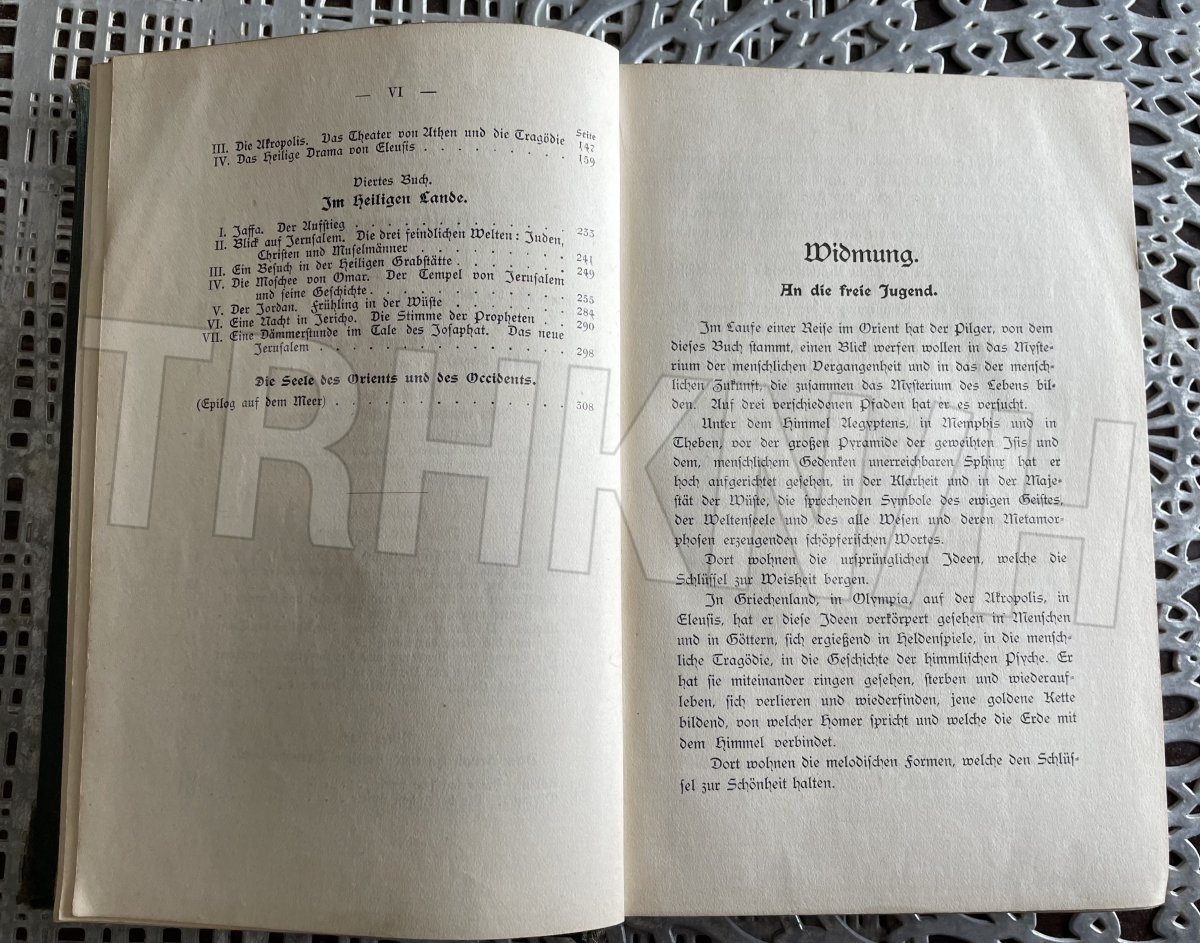 — VI —
Seite
III. Die Akropolis. Das Theater von Athen und die Tragödie 142
IV. Das Heilige Drama von Eleusis . . . . . . . . . 159
Viertes Buch.
Im Heiligen Lande.
I. Jaffa. Der Aufstieg . . . . . . . . . . . . . 233
II. Blick auf Jerusalem. Die drei feindlichen Welten: Juden,
Christen und Muselmänner . . . . . . . . . 241
III. Ein Besuch in der Heiligen Grabstätte . . . . . . . 249
IV. Die Moschee von Omar. Der Tempel von Jerusalem
und seine Geschichte . . . . . . . . . . . . 255
V. Der Jordan. Frühling in der Wüste . . . . . . . 284
VI. Eine Nacht in Jericho. Die Stimme der Propheten . . 290
VII. Eine Dämmerstunde im Tale des Josaphat. Das neue
Jerusalem . . . . . . . . . . . . . . . 298
Die Seele des Orients und des Occidents.
(Epilog auf dem Meer) . . . . . . . . . . . . . . 308
Widmung.
An die freie Jugend.
Im Laufe einer Reise im Orient hat der Pilger, von dem
dieses Buch stammt, einen Blick werfen wollen in das Myste-
rium der menschlichen Vergangenheit und in das der mensch-
lichen Zukunft, die zusammen das Mysterium des Lebens bil-
den. Auf drei verschiedenen Pfaden hat er es versucht.
Unter dem Himmel Aegyptens, in Memphis und in
Theben, vor der großen Pyramide der geweihten Isis und
dem, menschlichem Gedenken unerreichbaren Sphinx hat er
hoch aufgerichtet gesehen, in der Klarheit und in der Maje-
stät der Wüste, die sprechenden Symbole des ewigen Geistes,
der Weltenseele und des alle Wesen und deren Metamor-
phosen erzeugenden schöpferischen Wortes.
Dort wohnen die ursprünglichen Ideen, welche die
Schlüssel zur Weisheit bergen.
In Griechenland, in Olympia, auf der Akropolis, in
Eleusis, hat er diese Ideen verkörpert gesehen in Menschen
und in Göttern, sich ergießend in Heldenspiele, in die mensch-
liche Tragödie, in die Geschichte der himmlischen Psyche. Er
hat sie miteinander ringen gesehen, sterben und wiederauf-
leben, sich verlieren und wiederfinden, jene goldene Kette
bildend, von welcher Homer spricht und welche die Erde mit
dem Himmel verbindet.
Dort wohnen die melodischen Formen, welche den Schlüs-
sel zur Schönheit halten.